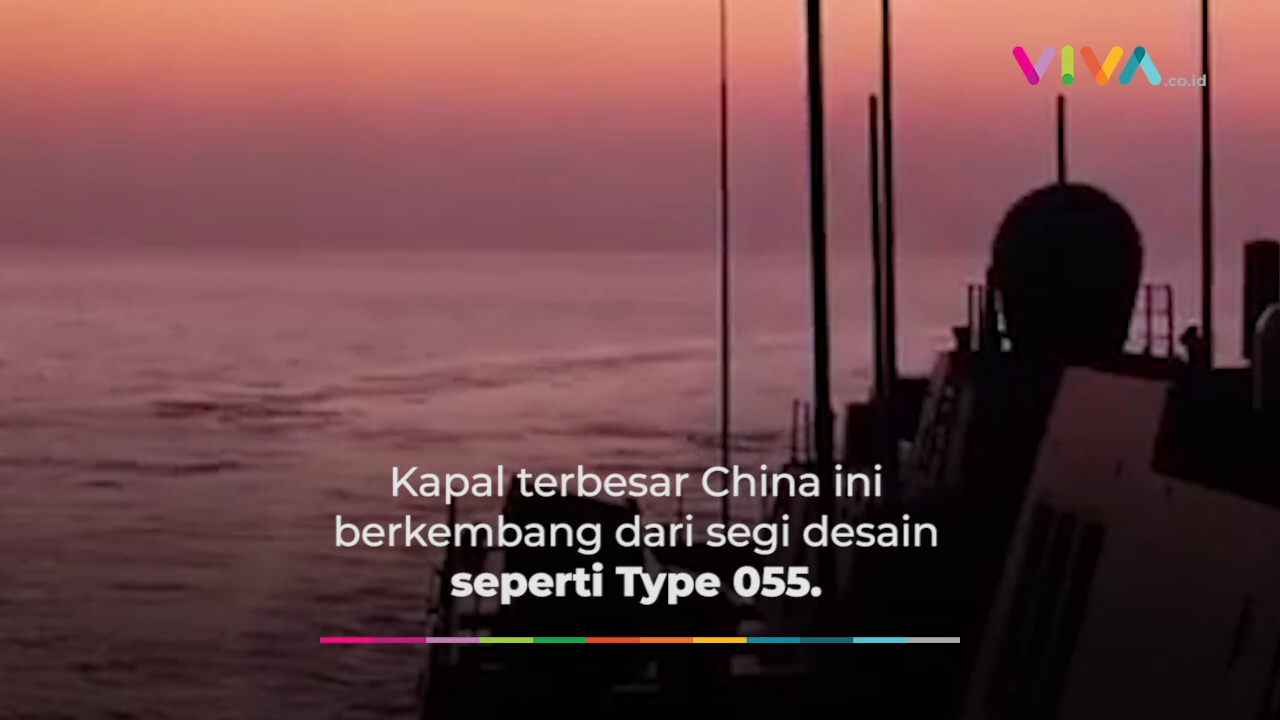 VIVA.co.id
Kapal terbesar China ini
berkembang dari segi desain
seperti Type 055.